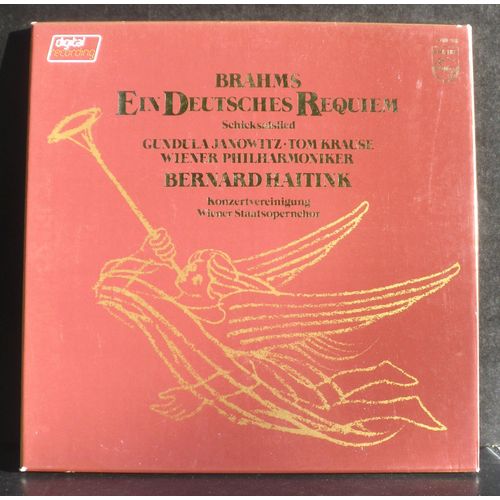 digital
recording
BRAHMS
EIN DEUTSCHES REQUIEM
Schicksalslied
GUNDULA JANOWITZ · TOM KRAUSE
WIENER PHILHARMONIKER
BERNARD HAITINK
Konzertvereinigung
Wiener Staatsopernchor